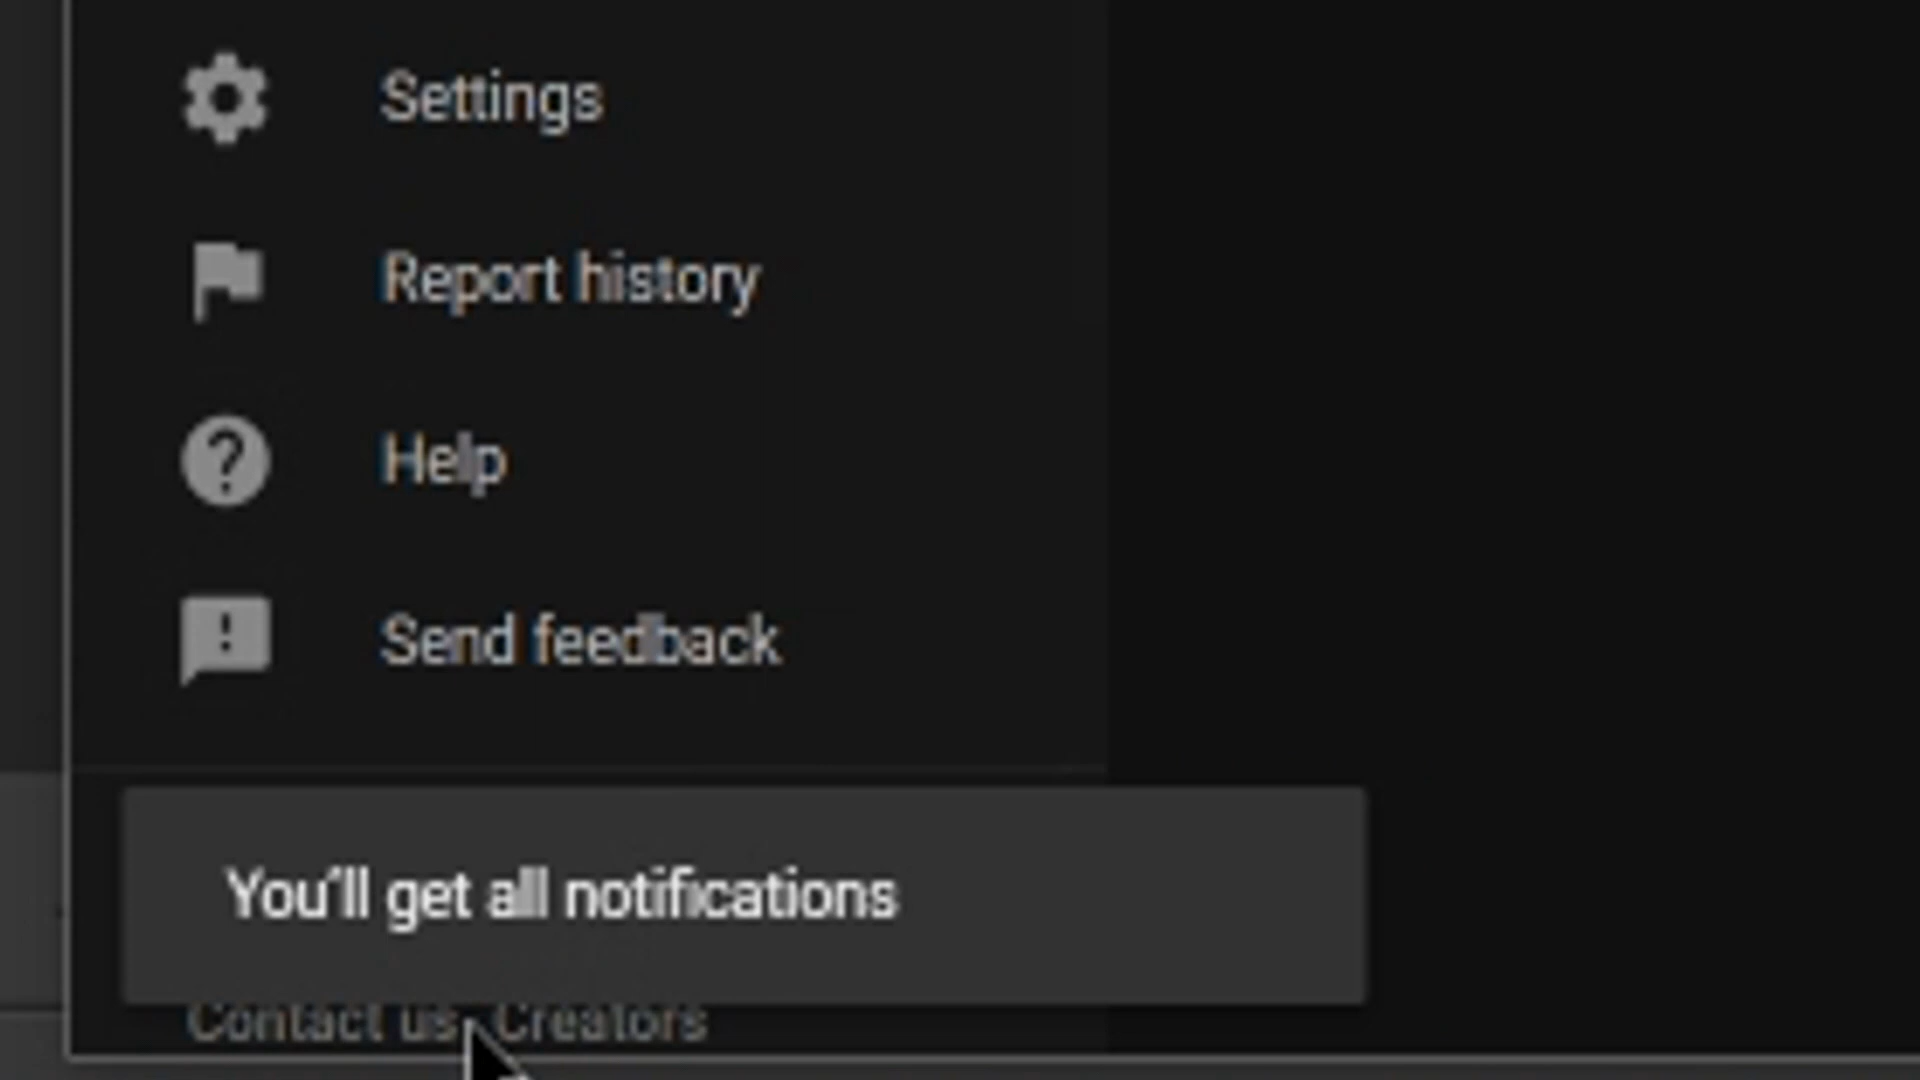 Settings
Report history
Help
Send feedback
You'll get all notifications
Contact us Creators